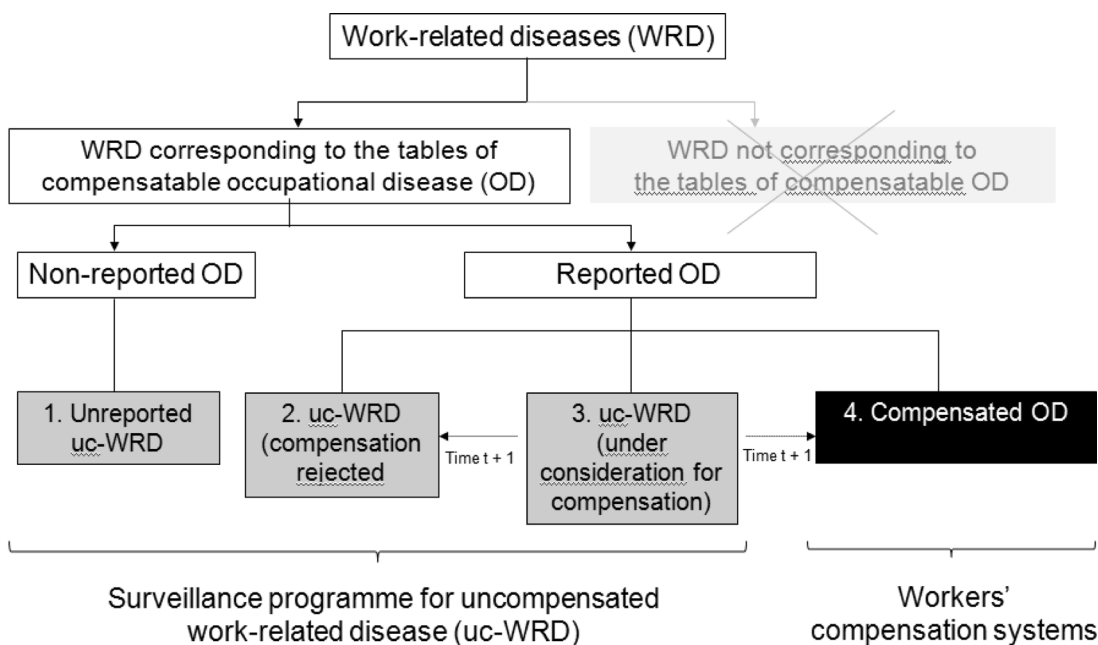 Work-related diseases (WRD)
WRD corresponding to the tables of
compensatable occupational disease (OD)
WRD not corresponding to
the tables of compensatable OD
Non-reported OD
Reported OD
1. Unreported
uc-WRD
2. uc-WRD
(compensation
rejected
3. uc-WRD
(under
consideration for
compensation)
4. Compensated OD
Time t + 1
Time t + 1
Surveillance programme for uncompensated
work-related disease (uc-WRD)
Workers’
compensation systems